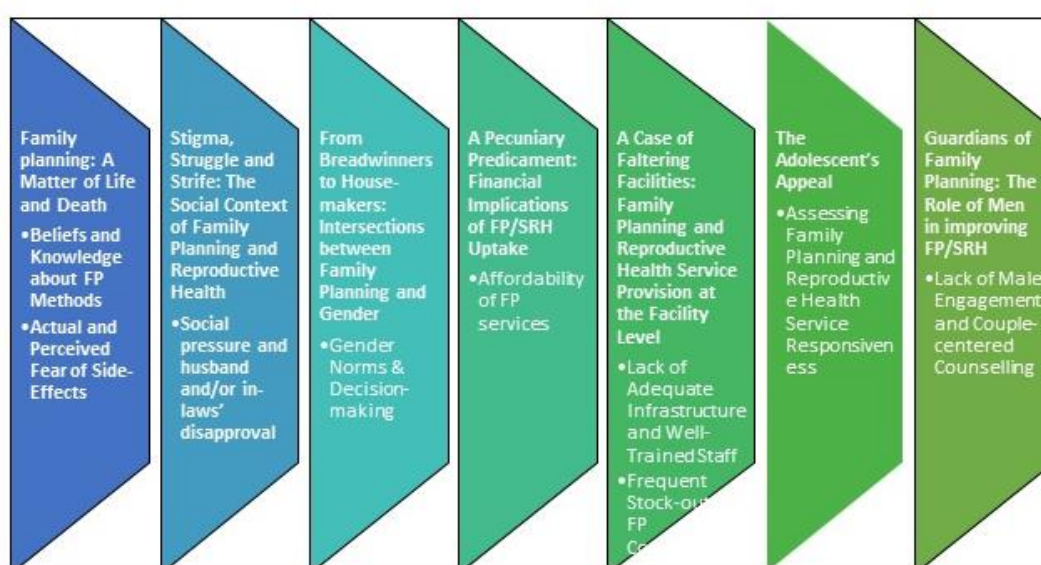 Family
planning: A
Matter of Life
and Death
•Beliefs and
Knowledge
about FP
Methods
•Actual and
Perceived
Fear of Side-
Effects
Stigma,
Struggle and
Strife: The
Social Context
of Family
Planning and
Reproductive
Health
•Social
pressure and
husband
and/or in-
laws’
disapproval
From
Breadwinners
to House-
makers:
Intersections
between
Family
Planning and
Gender
•Gender
Norms &
Decision-
making
A Pecuniary
Predicament:
Financial
Implications
of FP/SRH
Uptake
•Affordability
of FP
services
A Case of
Faltering
Facilities:
Family
Planning and
Reproductive
Health Service
Provision at
the Facility
Level
•Lack of
Adequate
Infrastructure
and Well-
Trained Staff
•Frequent
Stock-out
FP
The
Adolescent’s
Appeal
•Assessing
Family
Planning and
Reproductiv
e Health
Service
Responsiven
ess
Guardians of
Family
Planning: The
Role of Men
in improving
FP/SRH
•Lack of Male
Engagement
and Couple-
centered
Counselling